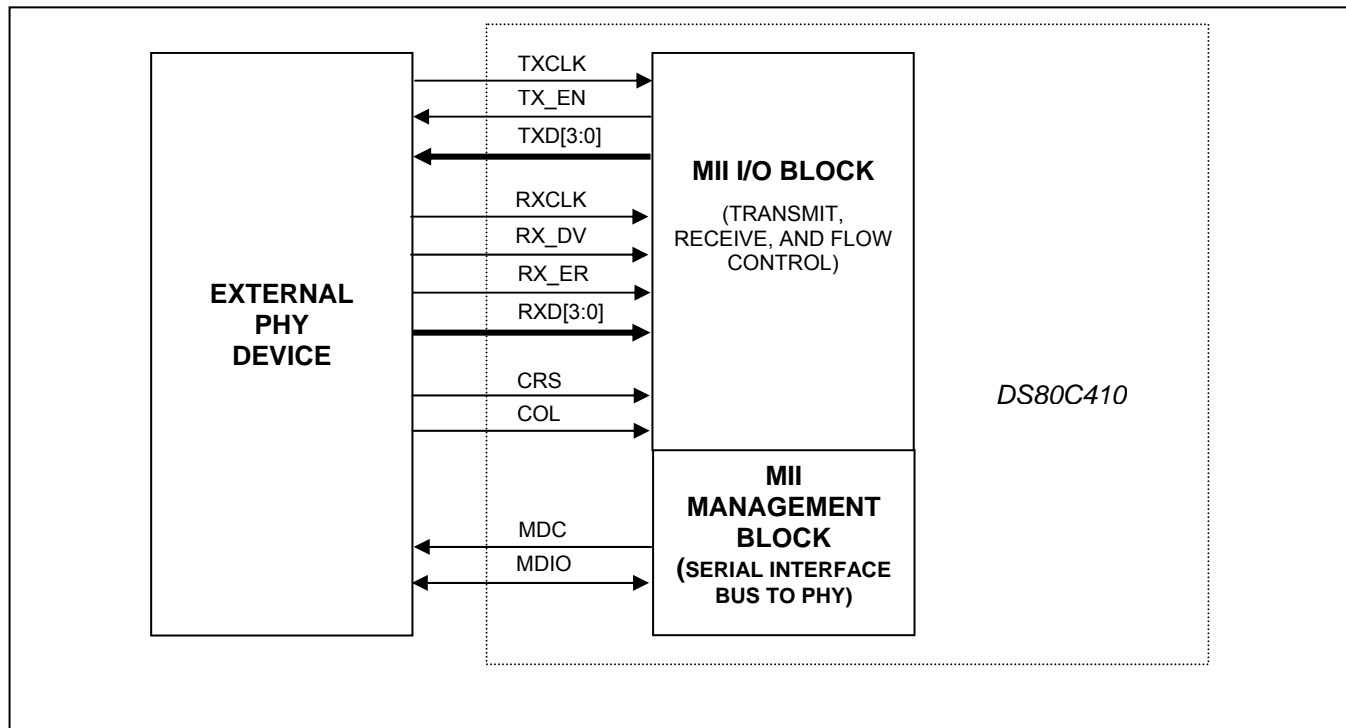 TXCLK
TX_EN
TXD[3:0]
RXCLK
RX_DV
RX_ER
RXD[3:0]
CRS
COL
MDC
MDIO
EXTERNAL
PHY
DEVICE
MII I/O BLOCK
(TRANSMIT,
RECEIVE, AND FLOW
CONTROL)
MII
MANAGEMENT
BLOCK
(SERIAL INTERFACE
BUS TO PHY)
DS80C410